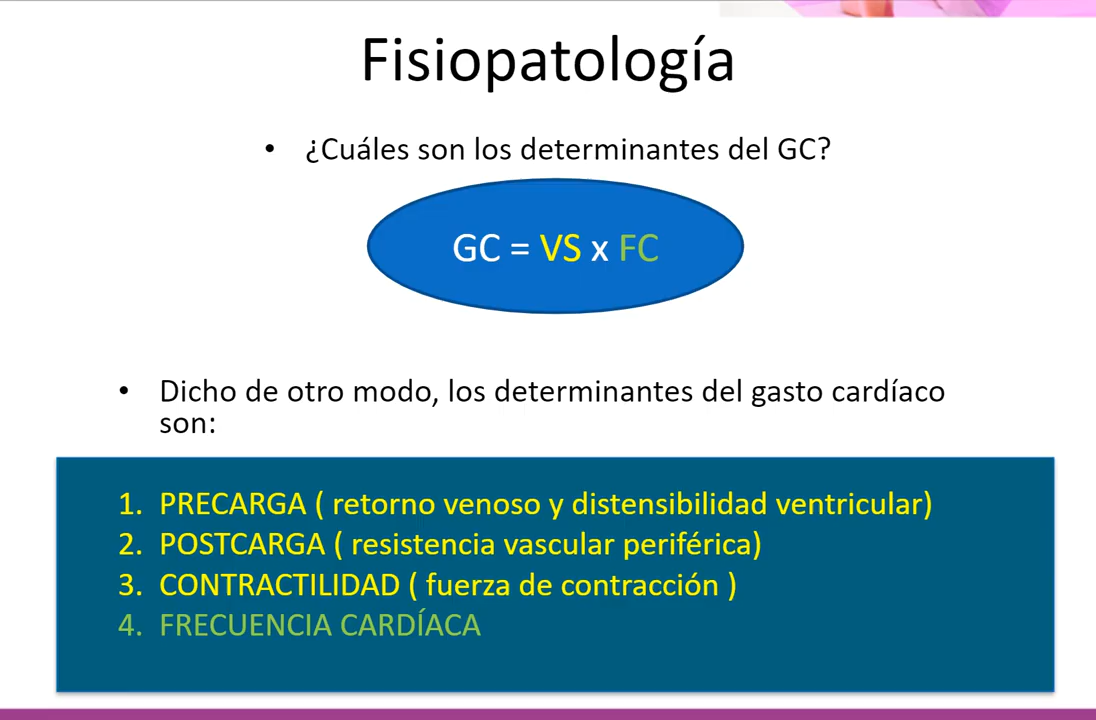 Fisiopatología
• ¿Cuáles son los determinantes del GC?
GC = VS x FC
• Dicho de otro modo, los determinantes del gasto cardíaco
son:
1. PRECARGA ( retorno venoso y distensibilidad ventricular)
2. POSTCARGA ( resistencia vascular periférica)
3. CONTRACTILIDAD ( fuerza de contracción )
4. FRECUENCIA CARDÍACA